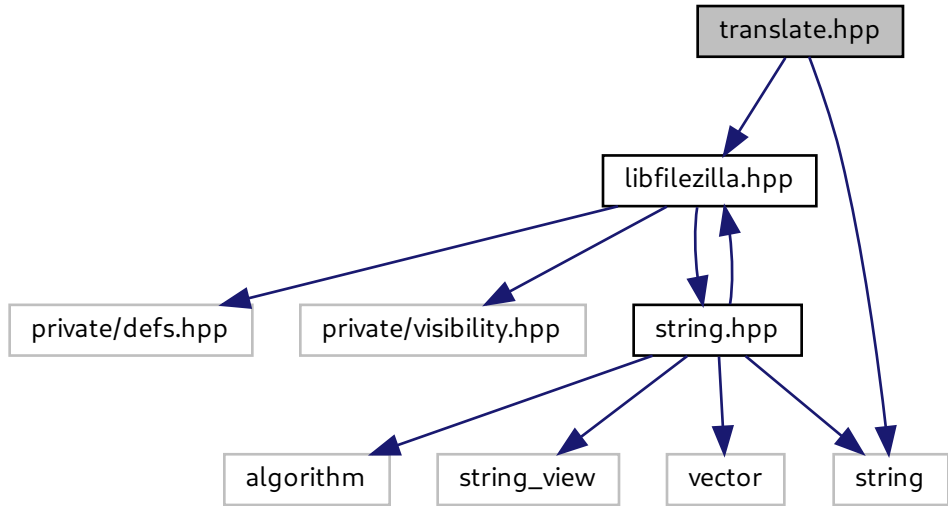 translate.hpp
libfilezilla.hpp
private/defs.hpp
private/visibility.hpp
string.hpp
algorithm
string_view
vector
string